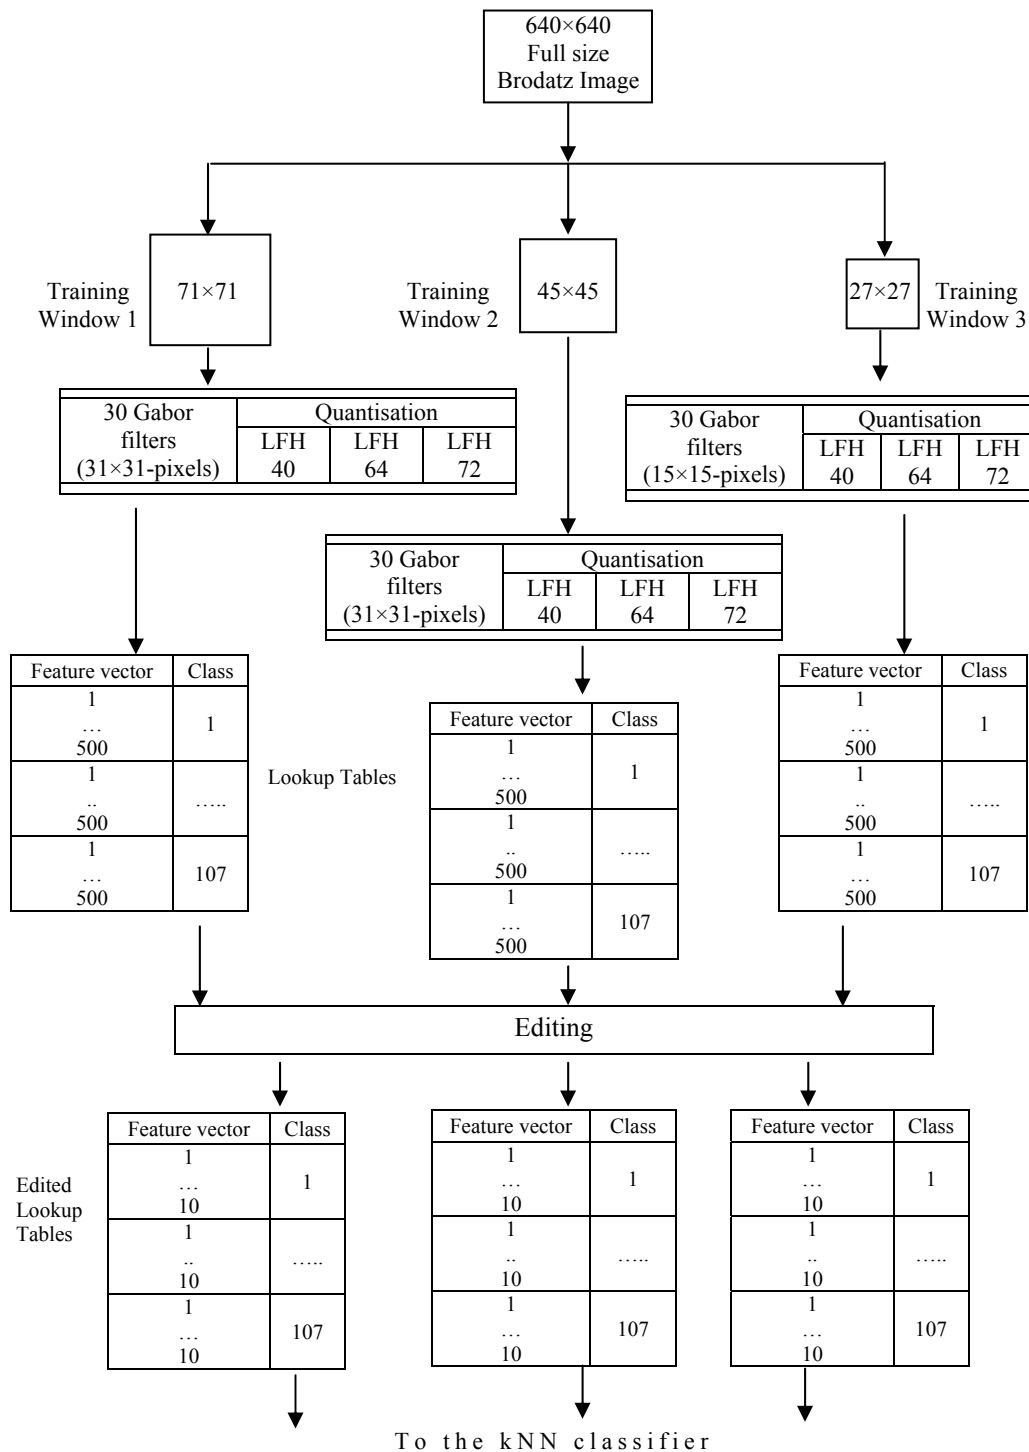 640×640
Full size
Brodatz Image
Training
Window 1
71×71
Training
Window 2
45×45
27×27
Training
Window 3
30 Gabor
filters
(31×31-pixels)
Quantisation
LFH
40
LFH
64
LFH
72
30 Gabor
filters
(15×15-pixels)
Quantisation
LFH
40
LFH
64
LFH
72
30 Gabor
filters
(31×31-pixels)
Quantisation
LFH
40
LFH
64
LFH
72
Feature vector Class
1
…
500
1
1
..
500
…..
1
…
500
107
Lookup Tables
Feature vector Class
1
…
500
1
1
..
500
…..
1
…
500
107
Feature vector Class
1
…
500
1
1
..
500
…..
1
…
500
107
Editing
Edited
Lookup
Tables
Feature vector Class
1
…
10
1
1
..
10
…..
1
…
10
107
Feature vector Class
1
…
10
1
1
..
10
…..
1
…
10
107
Feature vector Class
1
…
10
1
1
..
10
…..
1
…
10
107
To the kNN classifier